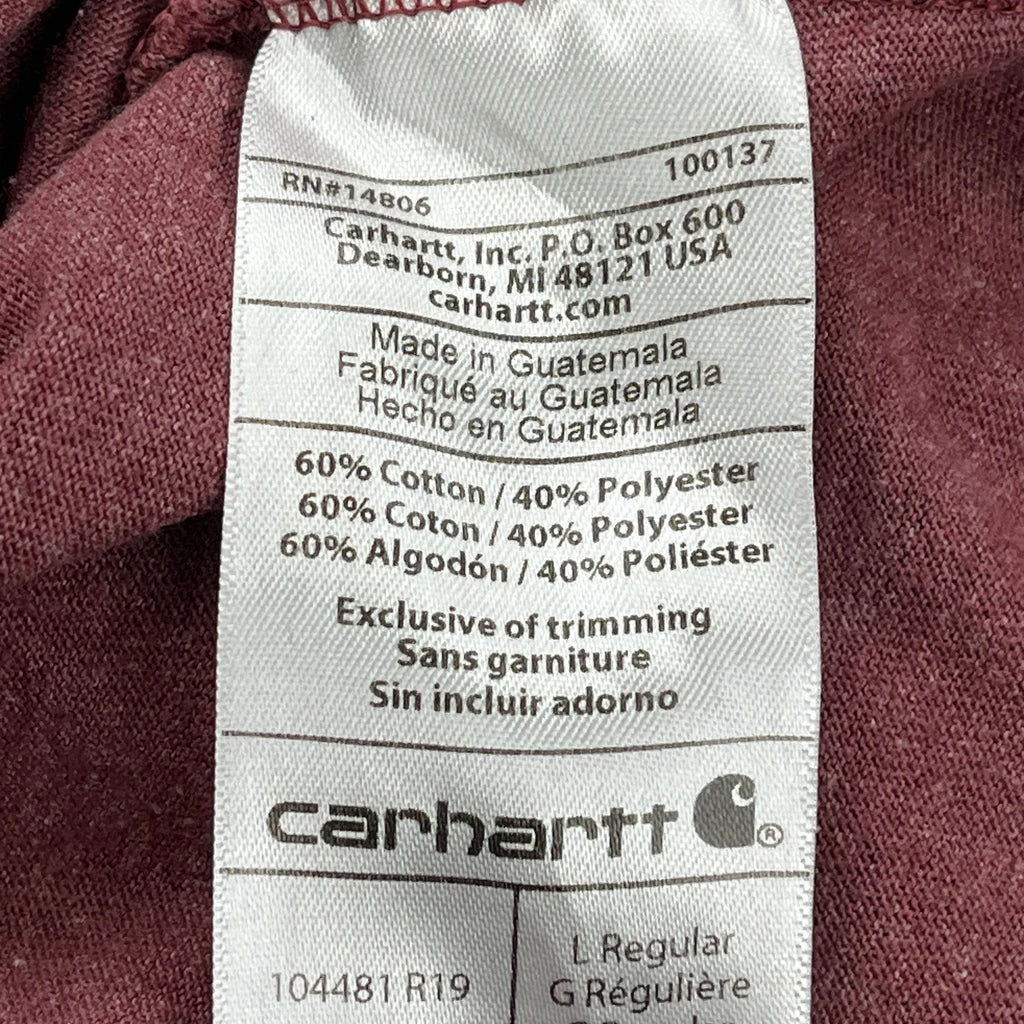 RN#14806 100137
Carhartt, Inc. P.O. Box 600
Dearborn, MI 48121 USA
carhartt.com
Made in Guatemala
Fabriqué au Guatemala
Hecho en Guatemala
60% Cotton / 40% Polyester
60% Coton / 40% Polyester
60% Algodón / 40% Poliéster
Exclusive of trimming
Sans garniture
Sin incluir adorno
carhartt ®
L Regular
104481 R19 G Régulière